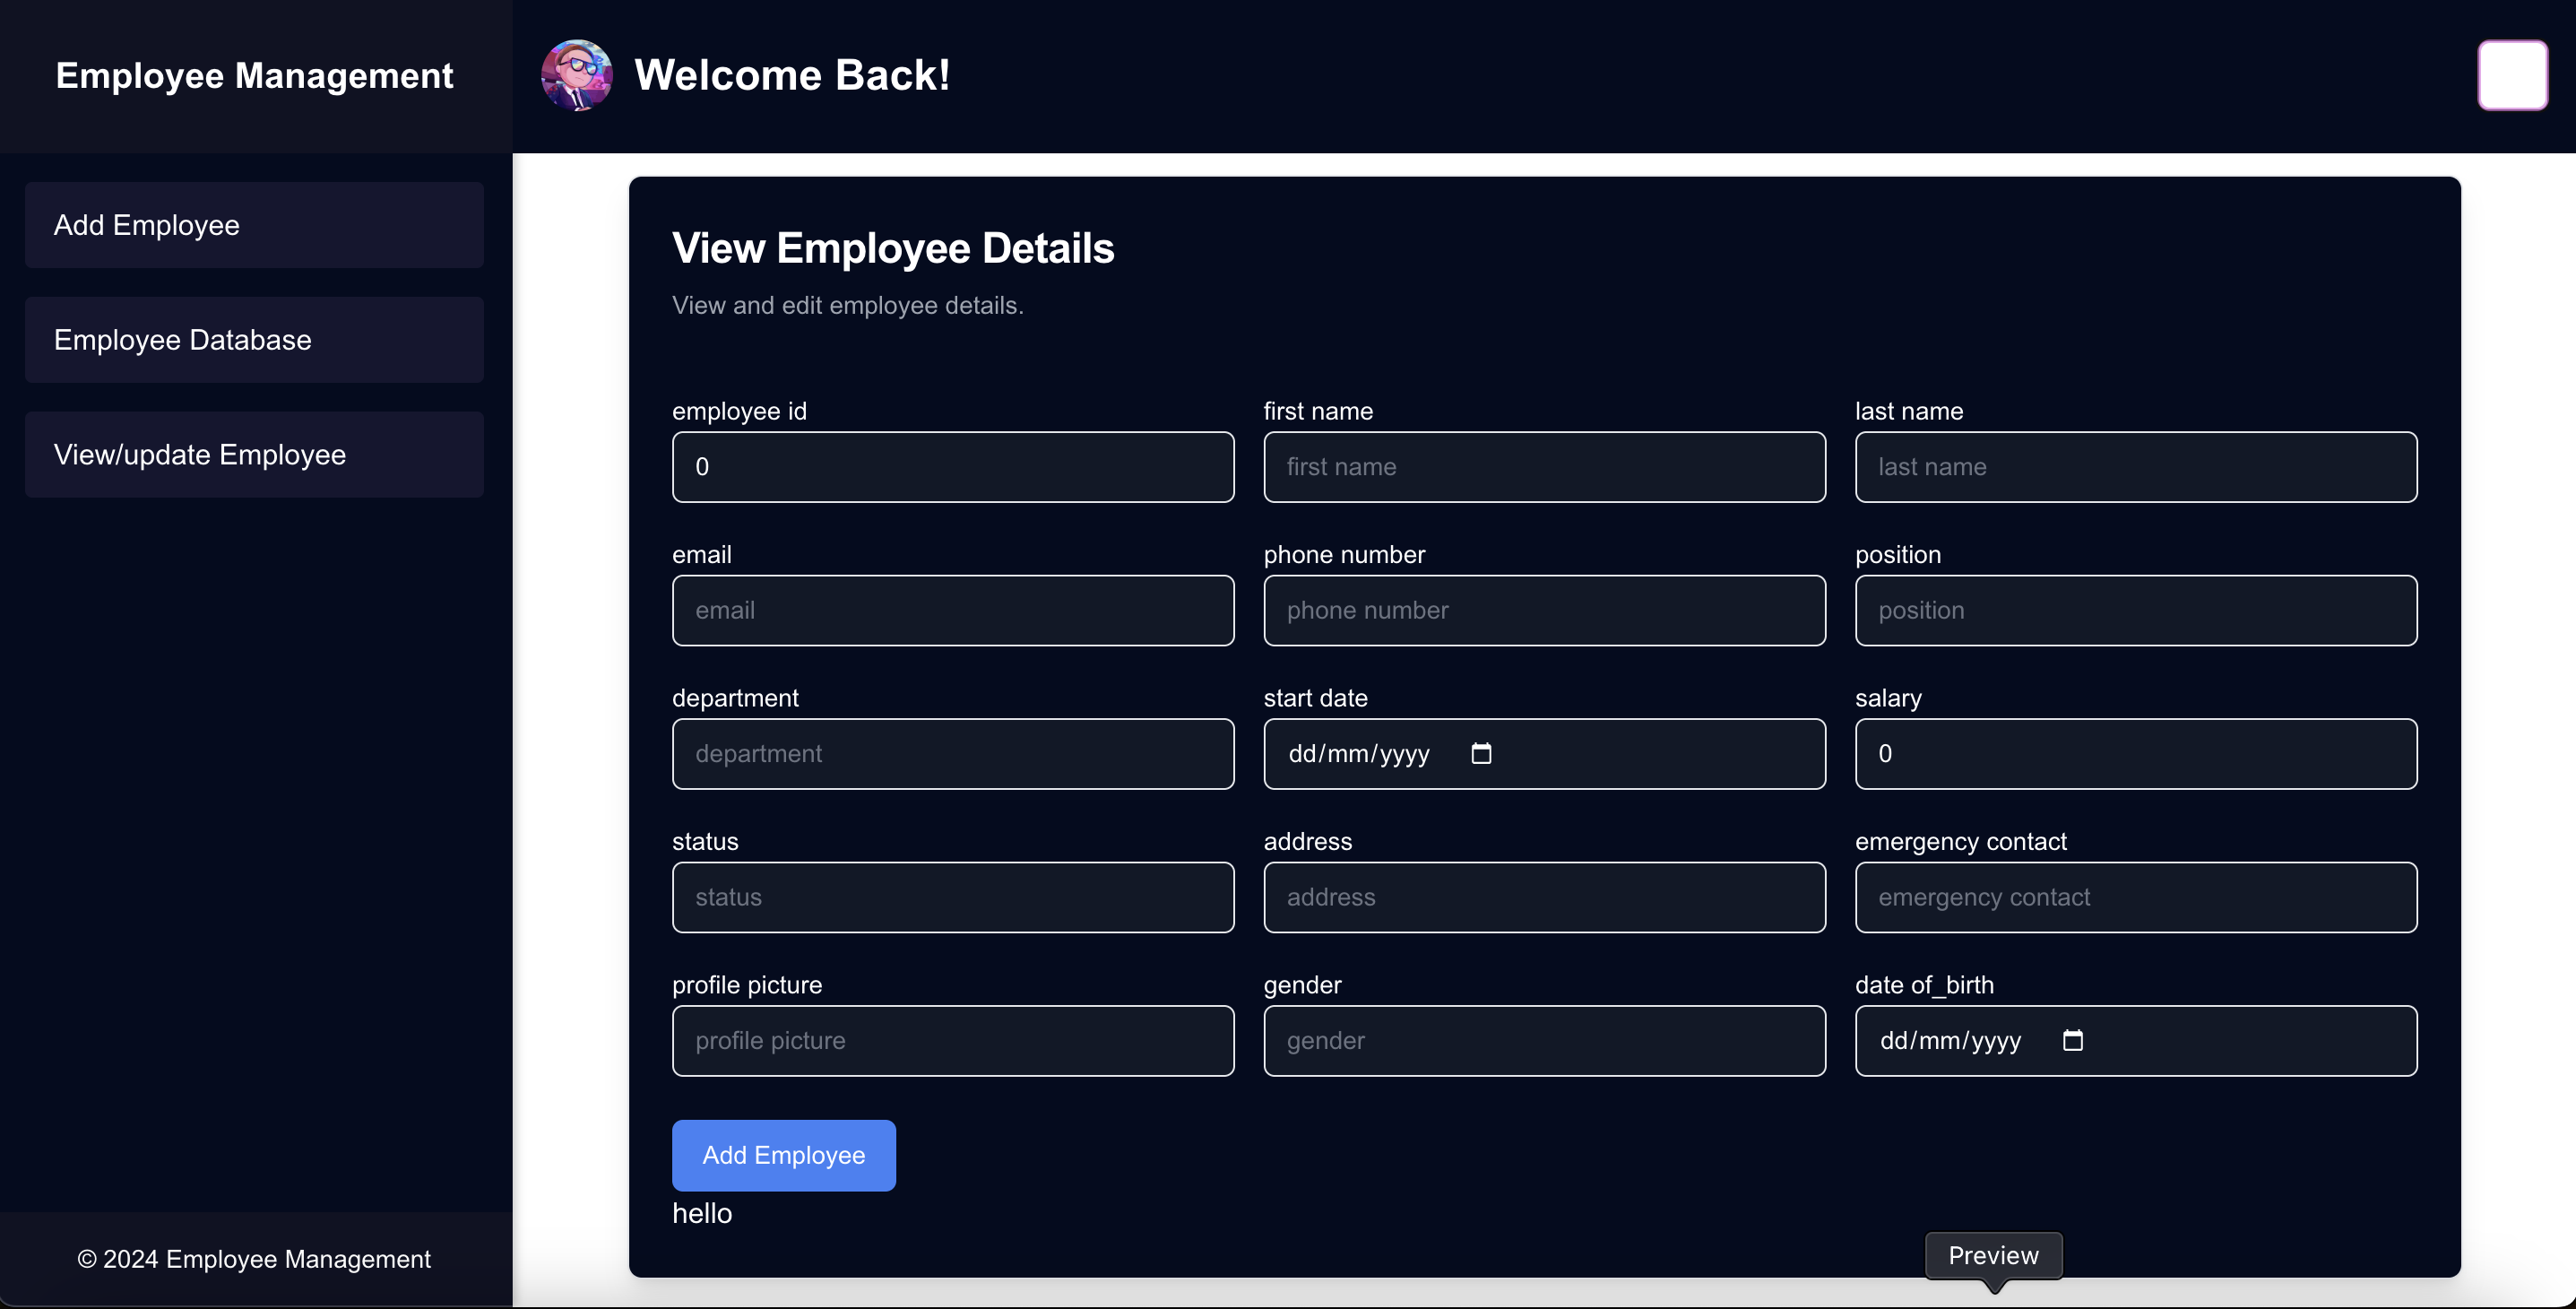 Employee Management
Welcome Back!
Add Employee
Employee Database
View/update Employee
View Employee Details
View and edit employee details.
employee id first name last name
0 first name last name
email phone number position
email phone number position
department start date salary
department dd/mm/yyyy 0
status address emergency contact
status address emergency contact
profile picture gender date of_birth
profile picture gender dd/mm/yyyy
Add Employee
hello
© 2024 Employee Management
Preview